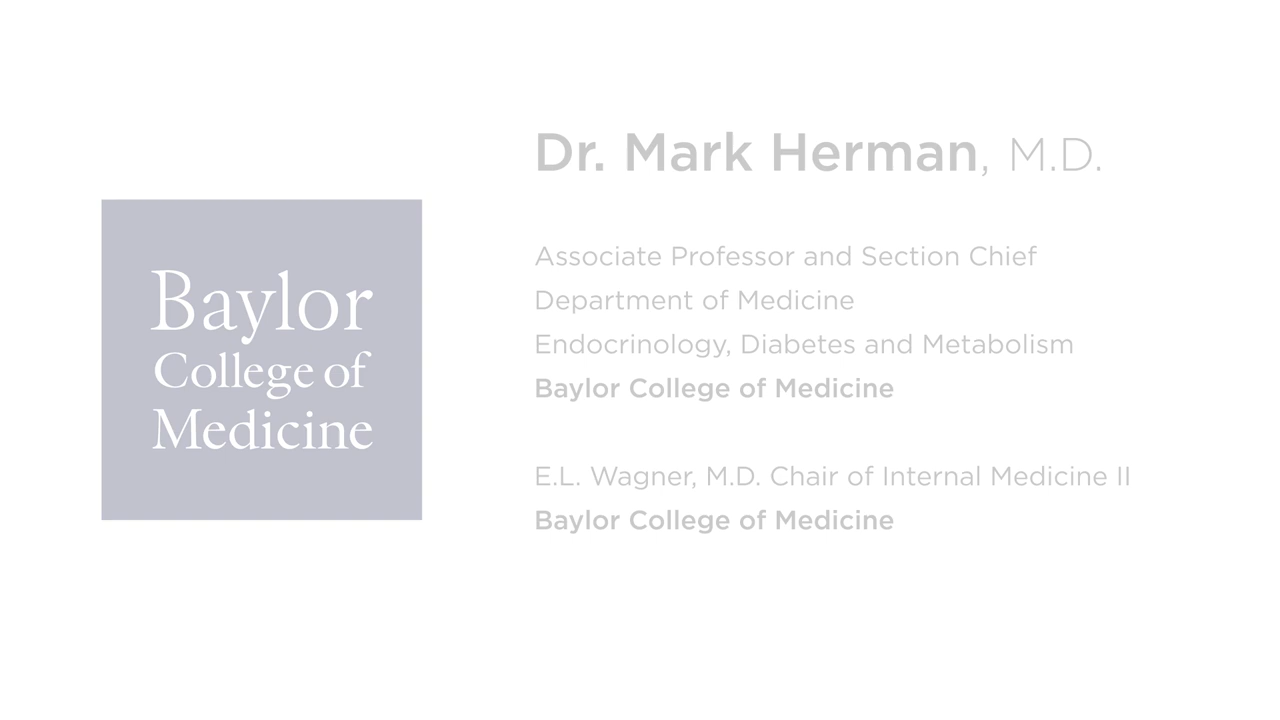 Baylor
College of
Medicine
Dr. Mark Herman, M.D.
Associate Professor and Section Chief
Department of Medicine
Endocrinology, Diabetes and Metabolism
Baylor College of Medicine
E.L. Wagner, M.D. Chair of Internal Medicine II
Baylor College of Medicine